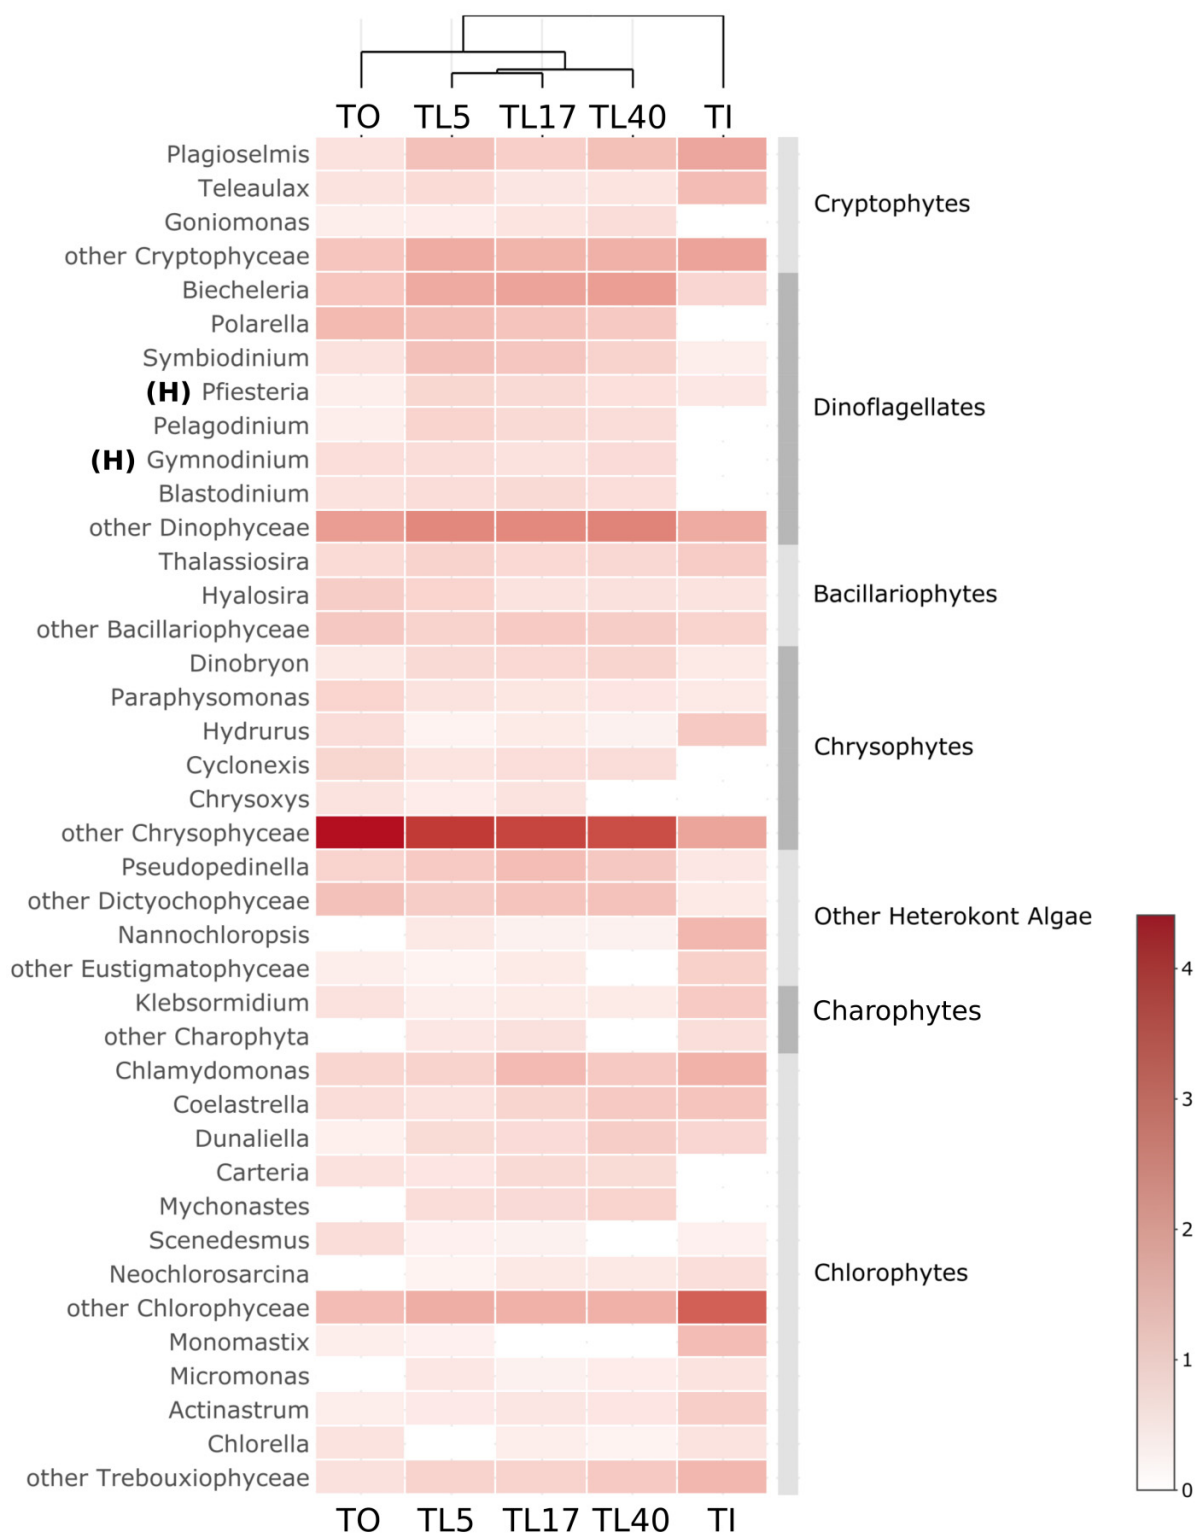 TO TL5 TL17 TL40 TI
Plagioselmis
Teleaulax
Goniomonas
other Cryptophyceae
Cryptophytes
Biecheleria
Polarella
Symbiodinium
(H) Pfiesteria
Pelagodinium
(H) Gymnodinium
Blastodinium
other Dinophyceae
Dinoflagellates
Thalassiosira
Hyalosira
other Bacillariophyceae
Bacillariophytes
Dinobryon
Paraphysomonas
Hydrurus
Cyclonexis
Chrysoxys
other Chrysophyceae
Chrysophytes
Pseudopedinella
other Dictyochophyceae
Nannochloropsis
other Eustigmatophyceae
Other Heterokont Algae
Klebsormidium
other Charophyta
Charophytes
Chlamydomonas
Coelastrella
Dunaliella
Carteria
Mychonastes
Scenedesmus
Neochlorosarcina
other Chlorophyceae
Monomastix
Micromonas
Actinastrum
Chlorella
other Trebouxiophyceae
Chlorophytes
TO TL5 TL17 TL40 TI
4
3
2
1
0